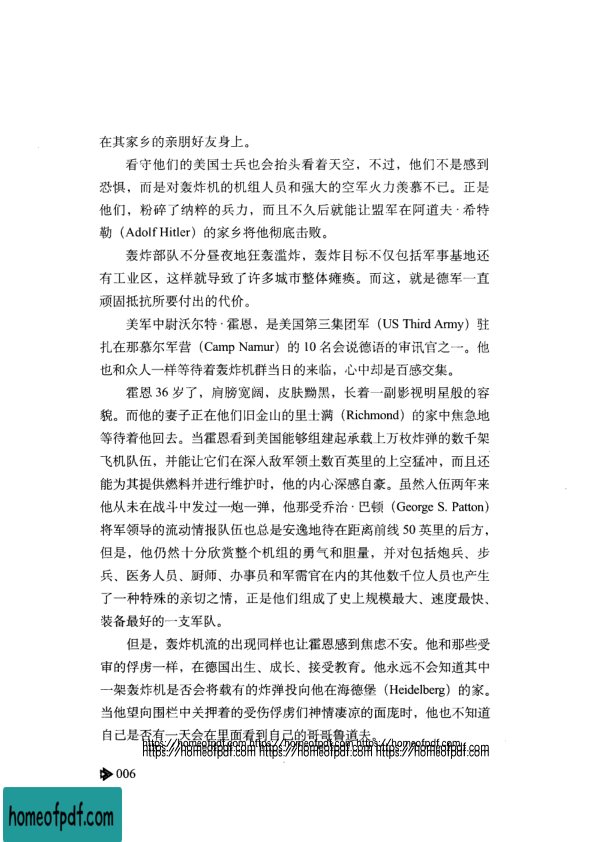 在其家乡的亲朋好友身上。
看守他们的美国士兵也会抬头看着天空，不过，他们不是感到
恐惧，而是对轰炸机的机组人员和强大的空军火力羡慕不已。正是
他们，粉碎了纳粹的兵力，而且不久后就能让盟军在阿道夫·希特
勒（Adolf Hitler）的家乡将他彻底击败。
轰炸部队不分昼夜地狂轰滥炸，轰炸目标不仅包括军事基地还
有工业区，这样就导致了许多城市整体瘫痪。而这，就是德军一直
顽固抵抗所要付出的代价。
美军中尉沃尔特·霍恩，是美国第三集团军（US Third Army）驻
扎在那慕尔军营（Camp Namur）的 10 名会说德语的审讯官之一。他
也和众人一样等待着轰炸机群当日的来临，心中却是百感交集。
霍恩 36 岁了，肩膀宽阔，皮肤黝黑，长着一副影视明星般的容
貌。而他的妻子正在他们旧金山的里士满（Richmond）的家中焦急地
等待着他回去。当霍恩看到美国能够组建起承载上万枚炸弹的数千架
飞机队伍，并能让它们在深入敌军领土数百英里的上空猛冲，而且还
能为其提供燃料并进行维护时，他的内心深感自豪。虽然入伍两年来
他从未在战斗中发过一炮一弹，他那受乔治·巴顿（George S. Patton）
将军领导的流动情报队伍也总是安逸地待在距离前线 50 英里的后方，
但是，他仍然十分欣赏整个机组的勇气和胆量，并对包括炮兵、步
兵、医务人员、厨师、办事员和军需官在内的其他数千位人员也产生
了一种特殊的亲切之情，正是他们组成了史上规模最大、速度最快、
装备最好的一支军队。
但是，轰炸机流的出现同样也让霍恩感到焦虑不安。他和那些受
审的俘虏一样，在德国出生、成长、接受教育。他永远不会知道其中
一架轰炸机是否会将载有的炸弹投向他在海德堡（Heidelberg）的家。
当他望向围栏中关押着的受伤俘虏们神情凄凉的面庞时，他也不知道
自己是否有一天会在里面看到自己的哥哥鲁道夫。
https://homeofpdf.com https://homeofpdf.com https://homeofpdf.com
https://homeofpdf.com https://homeofpdf.com https://homeofpdf.com
006
homeofpdf.com